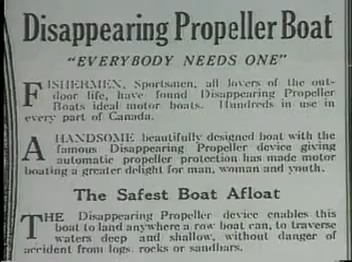 Disappearing Propeller Boat
"EVERYBODY NEEDS ONE"
FISHERMEN, Sportsmen, all lovers of the out-
door life, have found Disappearing Propeller
Boats ideal motor boats. Hundreds in use in
every part of Canada.
A HANDSOME beautifully designed boat with the
famous Disappearing Propeller device giving
automatic propeller protection has made motor
boating a greater delight for man, woman and youth.
The Safest Boat Afloat
THE Disappearing Propeller device enables this
boat to land anywhere a row boat can, to traverse
waters deep and shallow, without danger of
accident from logs, rocks or sandbars.